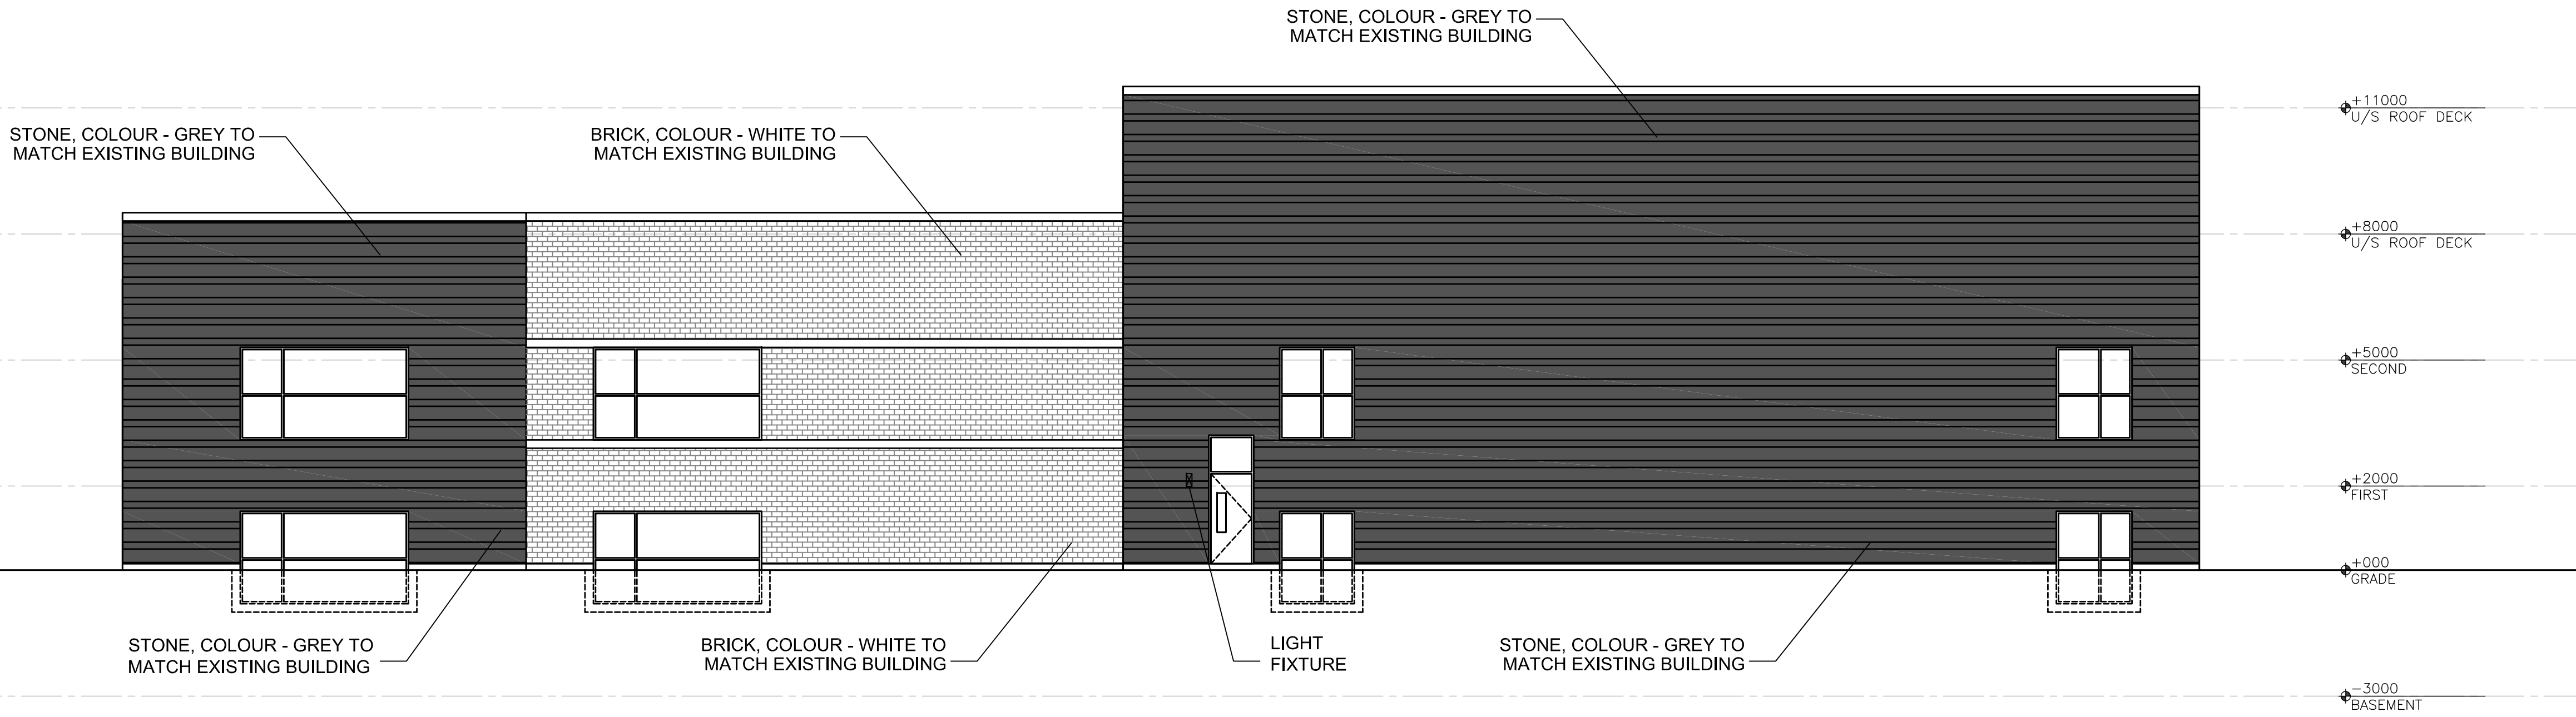 STONE, COLOUR - GREY TO
MATCH EXISTING BUILDING
STONE, COLOUR - GREY TO
MATCH EXISTING BUILDING
BRICK, COLOUR - WHITE TO
MATCH EXISTING BUILDING
+11000
U/S ROOF DECK
+8000
U/S ROOF DECK
+5000
SECOND
+2000
FIRST
+000
GRADE
STONE, COLOUR - GREY TO
MATCH EXISTING BUILDING
BRICK, COLOUR - WHITE TO
MATCH EXISTING BUILDING
LIGHT
FIXTURE
STONE, COLOUR - GREY TO
MATCH EXISTING BUILDING
-3000
BASEMENT